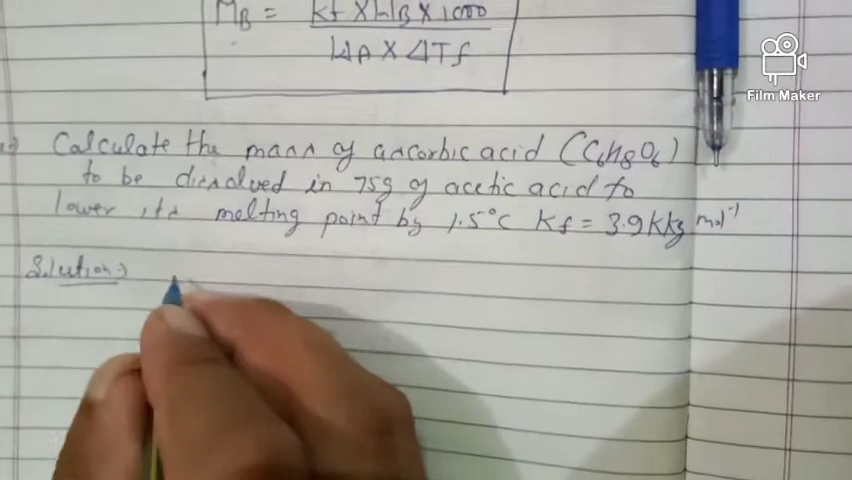 MB = Kf × WB × 1000
WA × ΔTf
Calculate the mass of ascorbic acid (C6H8O6)
to be dissolved in 75g of acetic acid to
lower its melting point by 1.5°C Kf = 3.9 K kg mol-1
Solution:)
Film Maker